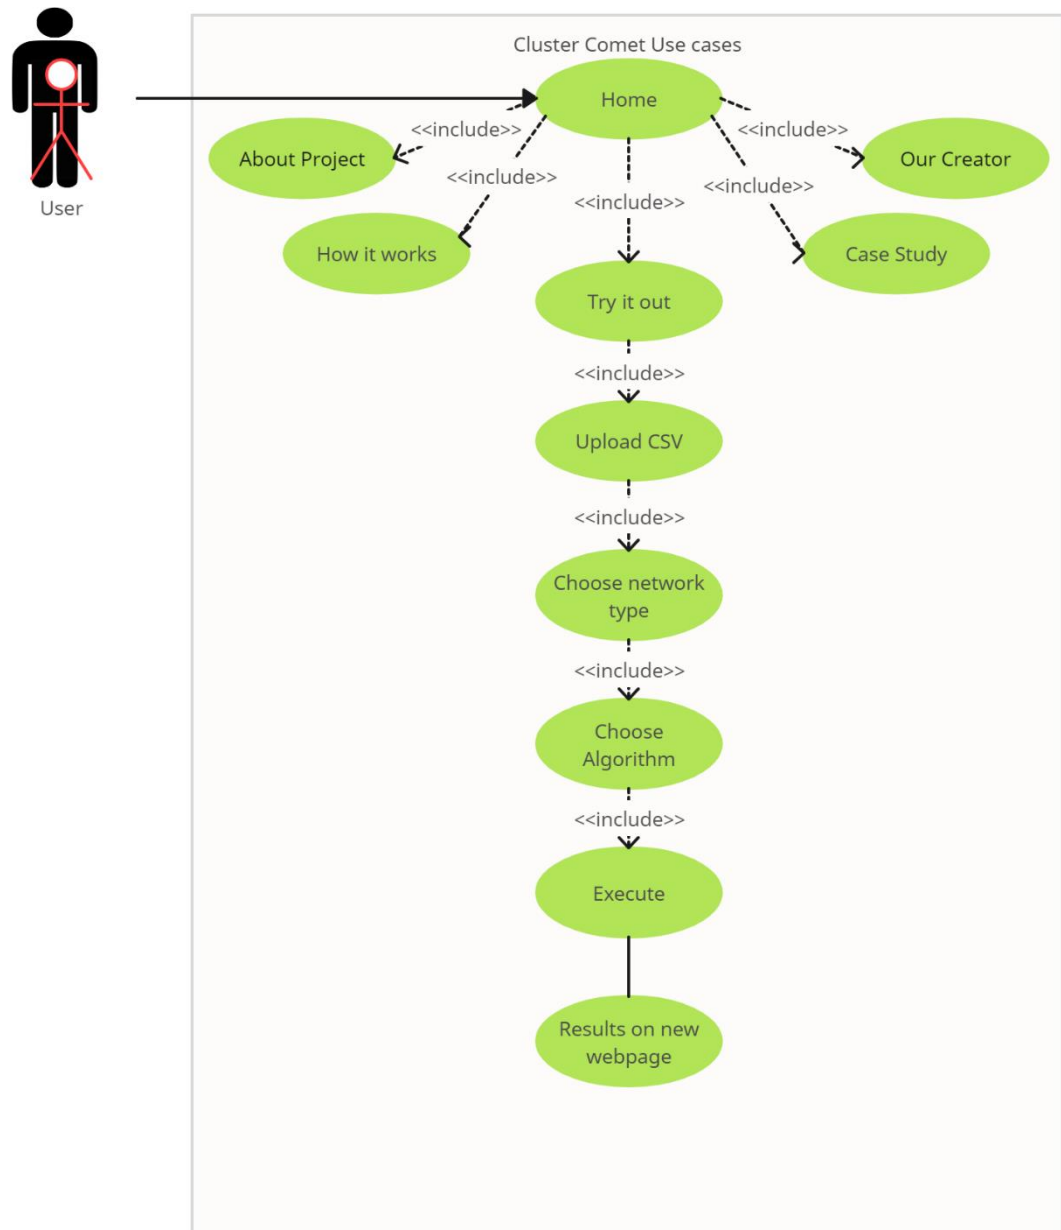 Cluster Comet Use cases
Home
<<include>>
<<include>>
About Project
Our Creator
<<include>>
<<include>>
<<include>>
User
How it works
Case Study
Try it out
<<include>>
Upload CSV
<<include>>
Choose network
type
<<include>>
Choose
Algorithm
<<include>>
Execute
Results on new
webpage